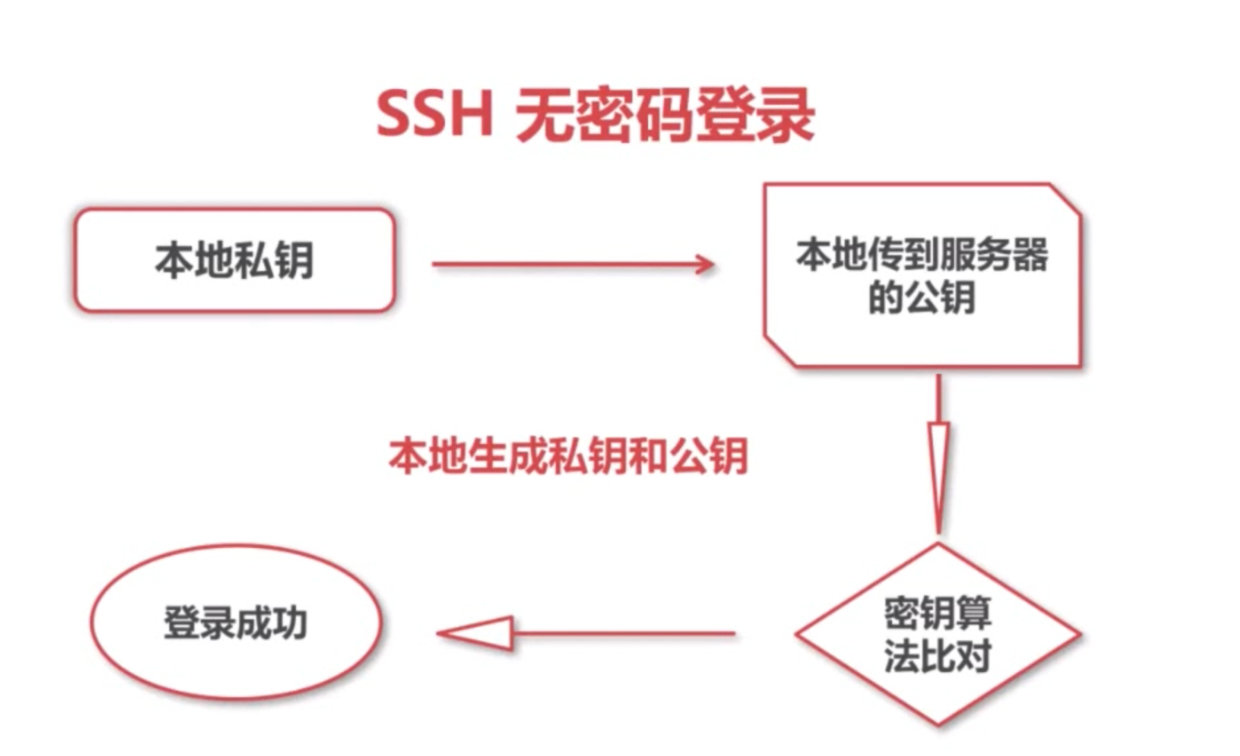 SSH 无密码登录
本地私钥
本地传到服务器
的公钥
本地生成私钥和公钥
登录成功
密钥算
法比对